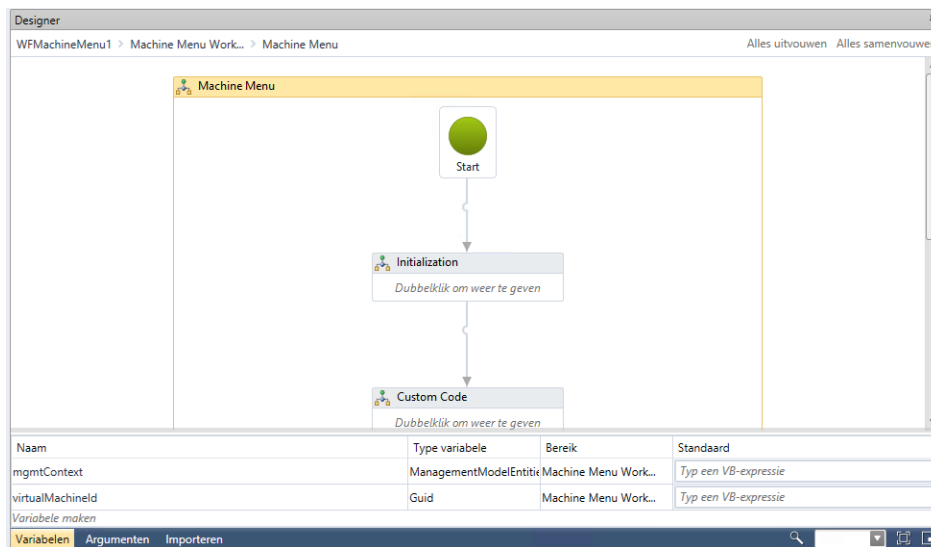 Designer
WFMachineMenu1 > Machine Menu Work... > Machine Menu Alles uitvouwen Alles samenvouwen
Machine Menu
Start
Initialization
Dubbelklik om weer te geven
Custom Code
Dubbelklik om weer te geven
Naam Type variabele Bereik Standaard
mgmtContext ManagementModelEntitie Machine Menu Work... Typ een VB-expressie
virtualMachineId Guid Machine Menu Work... Typ een VB-expressie
Variabele maken
Variabelen Argumenten Importeren